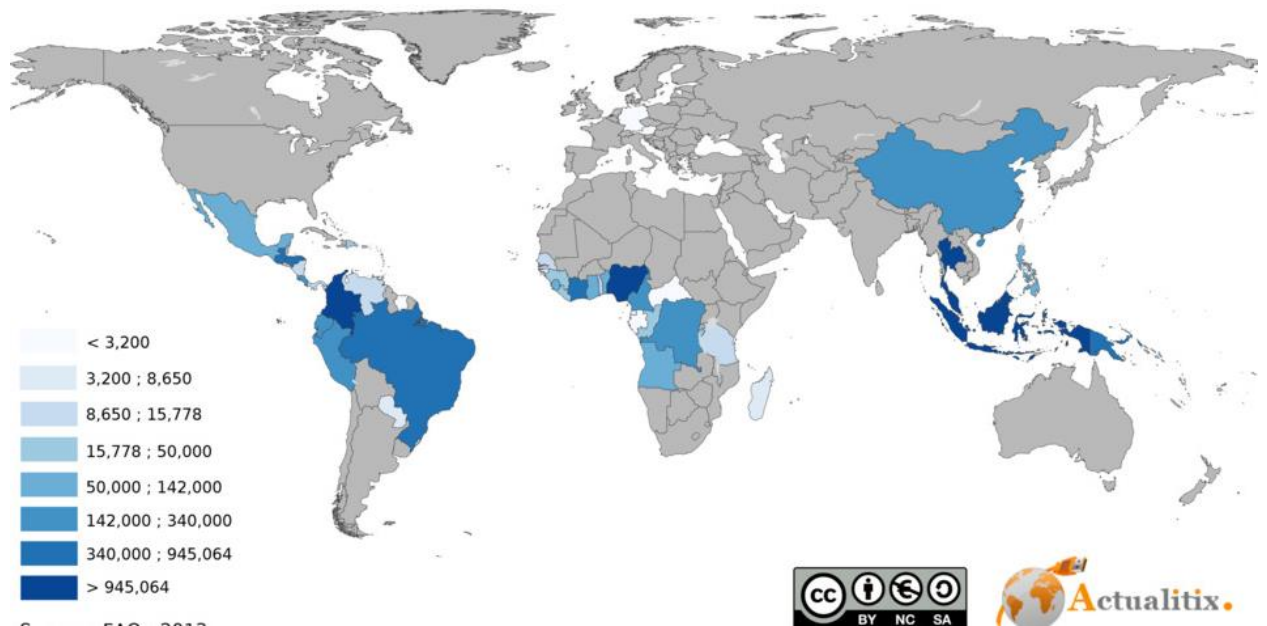 < 3,200
3,200 ; 8,650
8,650 ; 15,778
15,778 ; 50,000
50,000 ; 142,000
142,000 ; 340,000
340,000 ; 945,064
> 945,064
cc
BY NC SA
Actualitix.